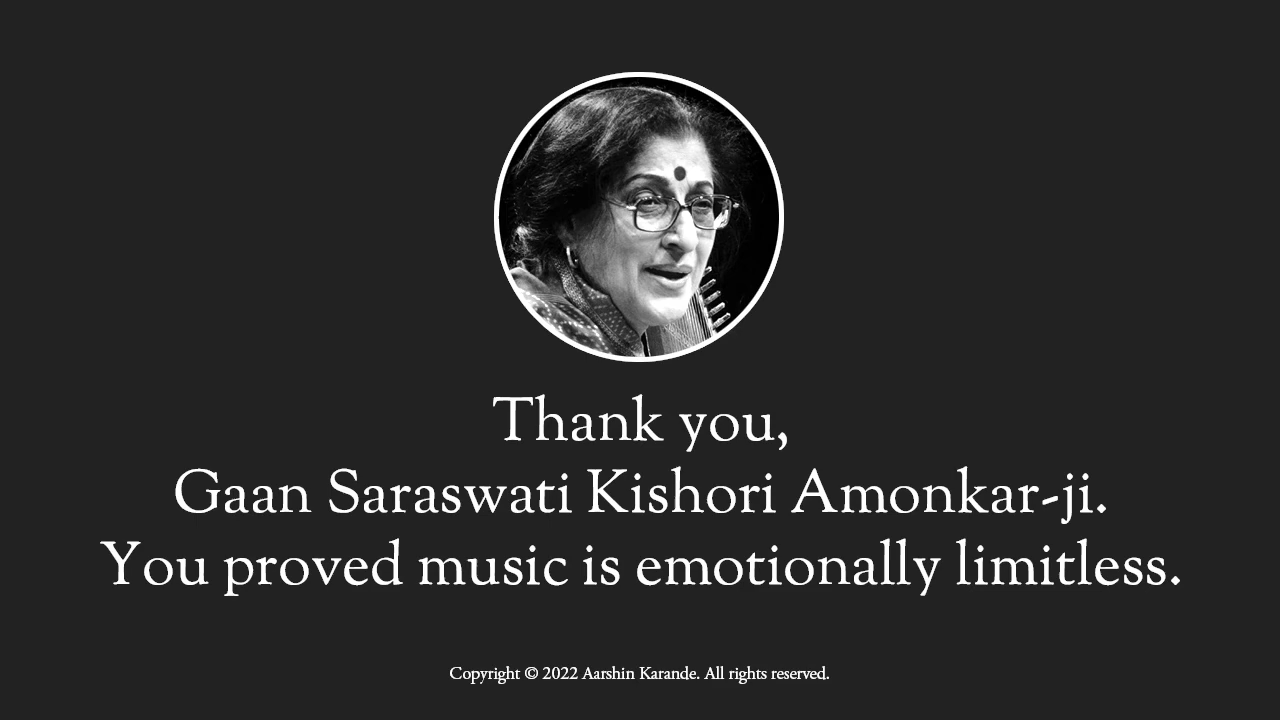 Thank you,
Gaan Saraswati Kishori Amonkar-ji.
You proved music is emotionally limitless.
Copyright © 2022 Aarshin Karande. All rights reserved.